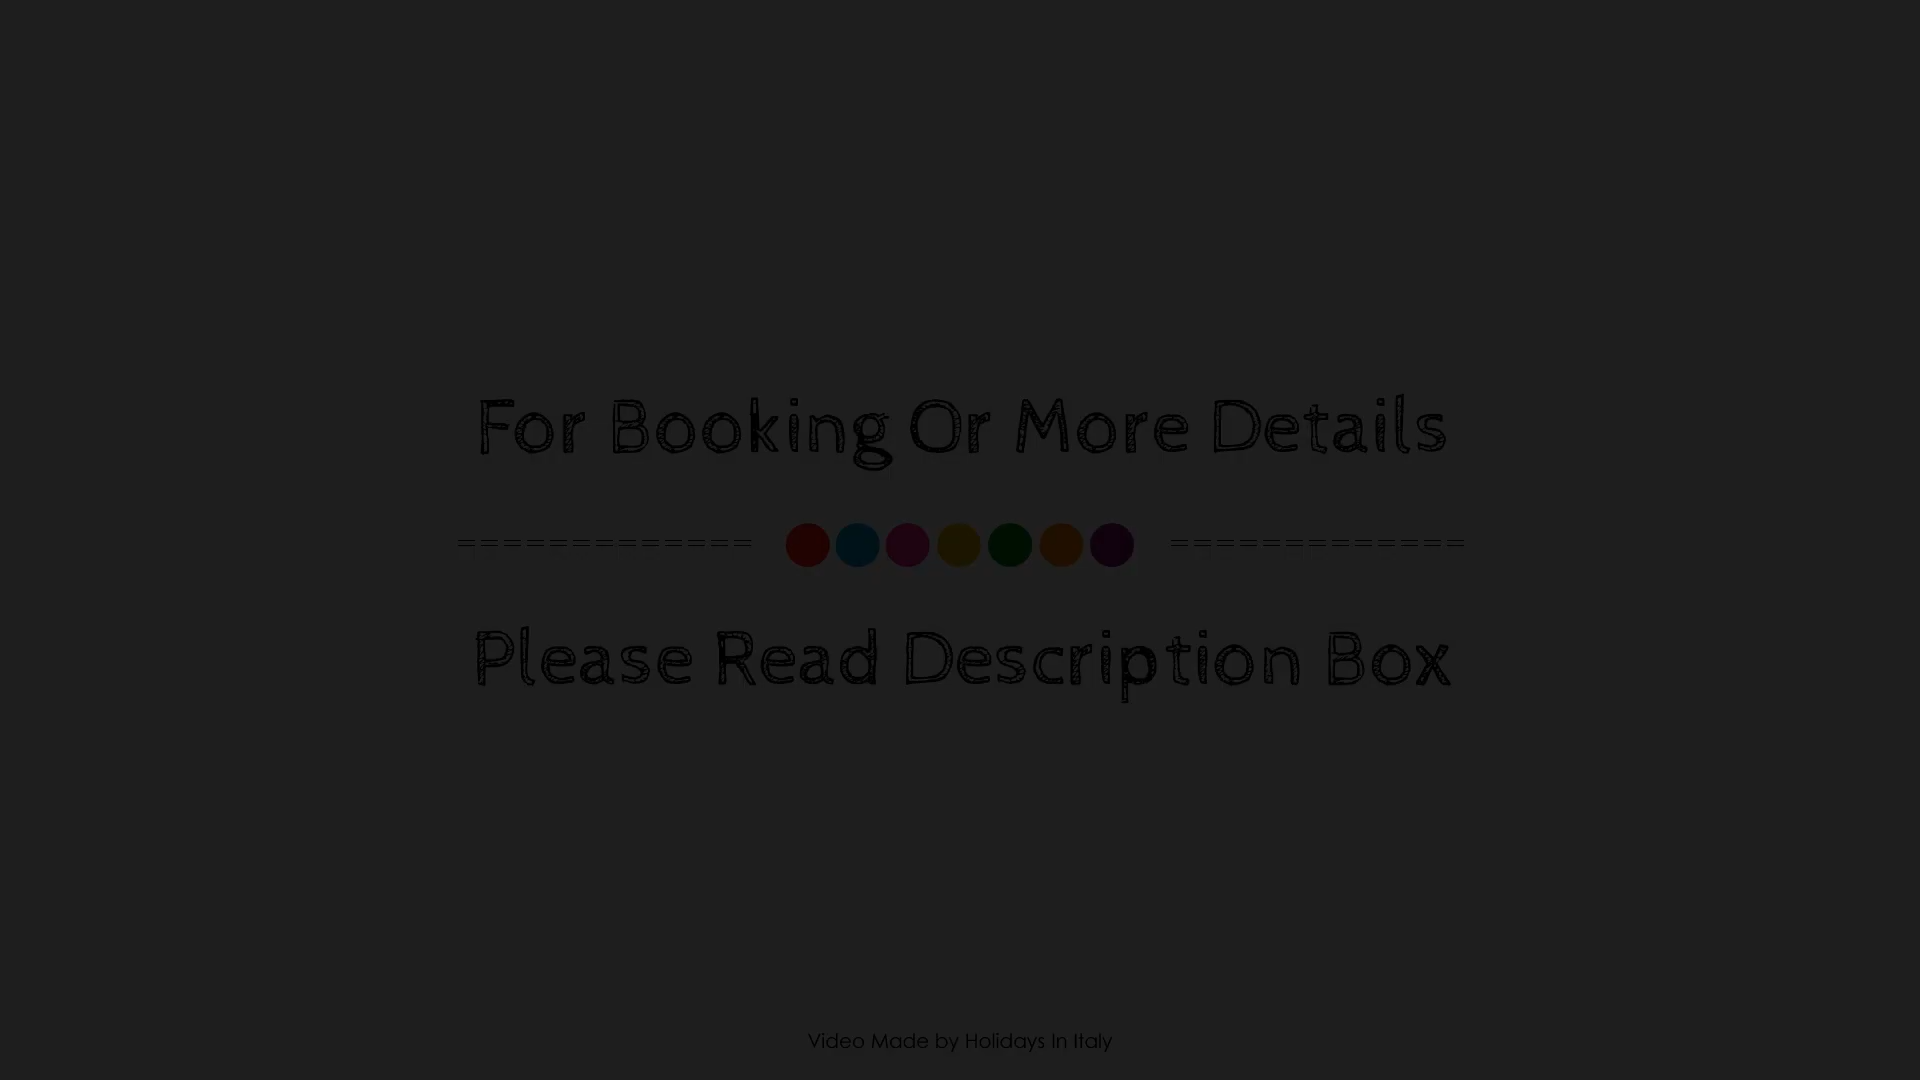 For Booking Or More Details
============= =============
Please Read Description Box
Video Made by Holidays In Italy